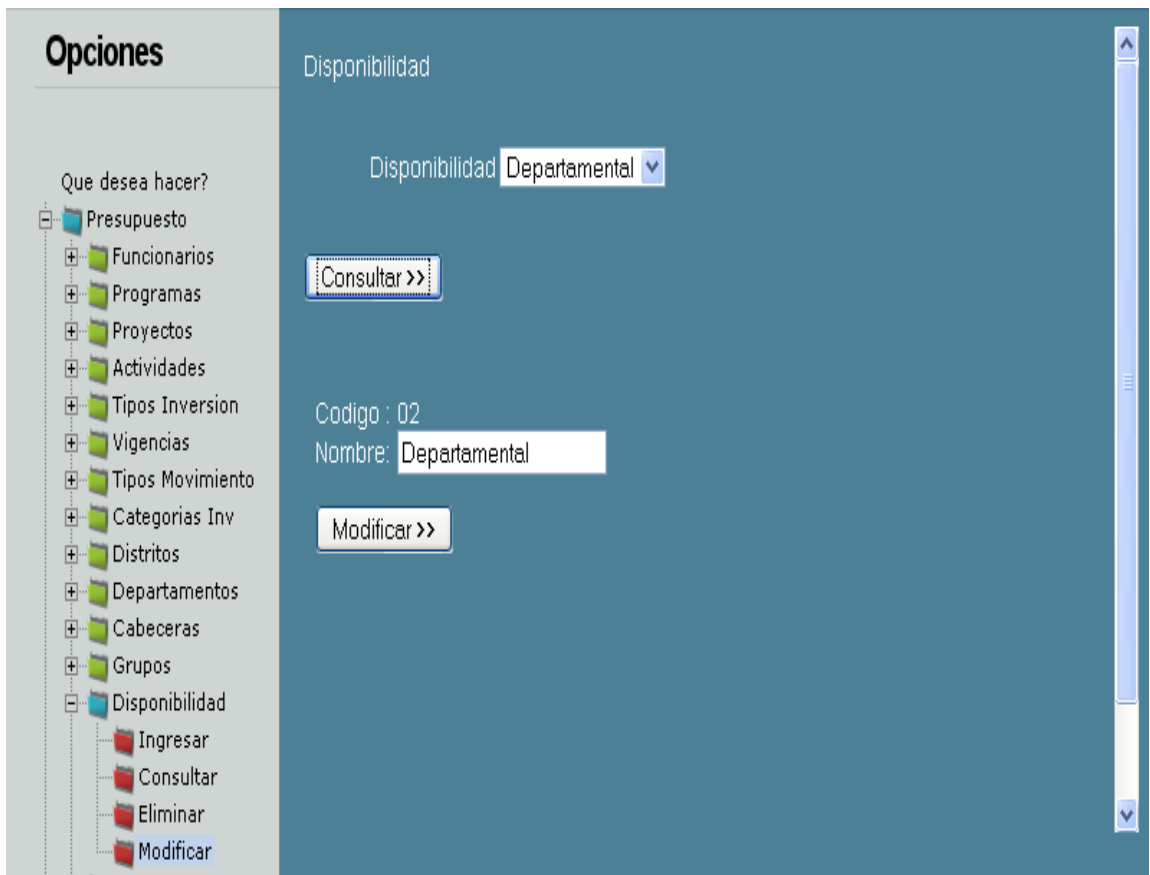 Opciones
Que desea hacer?
Presupuesto
Funcionarios
Programas
Proyectos
Actividades
Tipos Inversion
Vigencias
Tipos Movimiento
Categorias Inv
Distritos
Departamentos
Cabeceras
Grupos
Disponibilidad
Ingresar
Consultar
Eliminar
Modificar
Disponibilidad
Disponibilidad Departamental
Consultar >>
Codigo : 02
Nombre: Departamental
Modificar >>